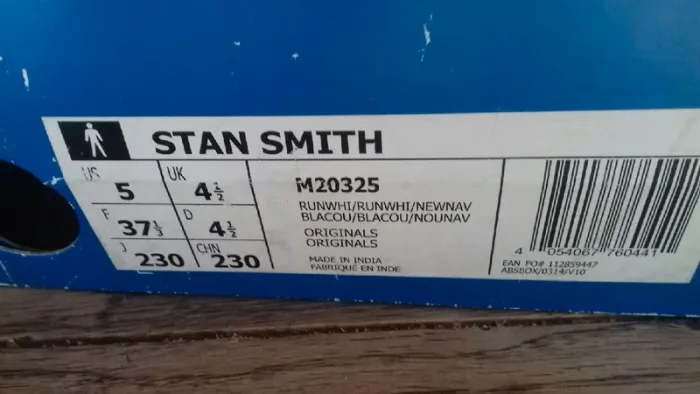 STAN SMITH
US 5 UK 4½
F 37⅓ D 4½
J 230 CHN 230
M20325
RUNWHI/RUNWHI/NEWNAV
BLACOU/BLACOU/NOUNAV
ORIGINALS
ORIGINALS
MADE IN INDIA
FABRIQUÉ EN INDE
4 054067 760441
EAN PO# 112859447
ABSBOX/0314/V10